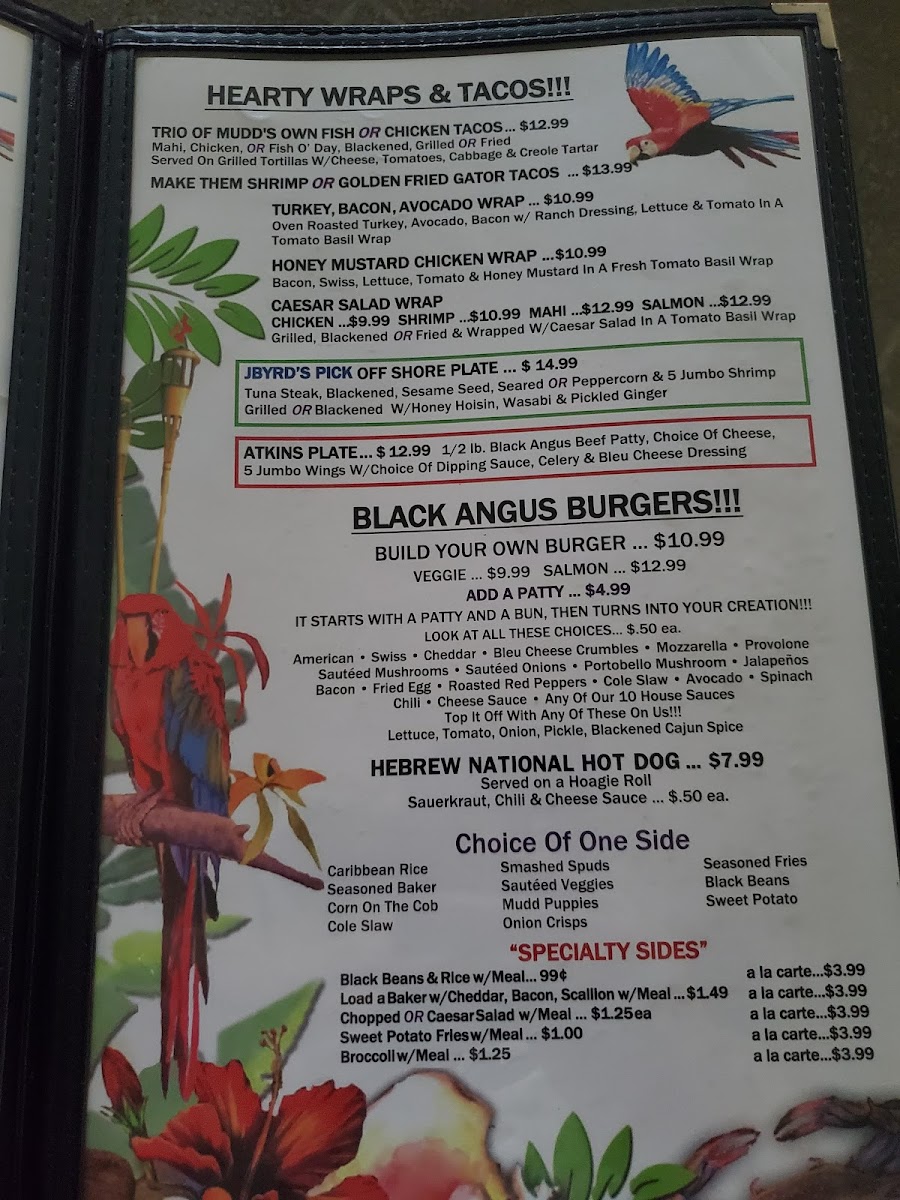 HEARTY WRAPS & TACOS!!!
TRIO OF MUDD'S OWN FISH OR CHICKEN TACOS... $12.99
Mahi, Chicken, OR Fish O' Day, Blackened, Grilled OR Fried
Served On Grilled Tortillas W/Cheese, Tomatoes, Cabbage & Creole Tartar
MAKE THEM SHRIMP OR GOLDEN FRIED GATOR TACOS ... $13.99
TURKEY, BACON, AVOCADO WRAP ... $10.99
Oven Roasted Turkey, Avocado, Bacon w/ Ranch Dressing, Lettuce & Tomato In A
Tomato Basil Wrap
HONEY MUSTARD CHICKEN WRAP ...$10.99
Bacon, Swiss, Lettuce, Tomato & Honey Mustard In A Fresh Tomato Basil Wrap
CAESAR SALAD WRAP
CHICKEN ...$9.99 SHRIMP ...$10.99 MAHI ...$12.99 SALMON ...$12.99
Grilled, Blackened OR Fried & Wrapped W/Caesar Salad In A Tomato Basil Wrap
JBYRD'S PICK OFF SHORE PLATE ... $ 14.99
Tuna Steak, Blackened, Sesame Seed, Seared OR Peppercorn & 5 Jumbo Shrimp
Grilled OR Blackened W/Honey Hoisin, Wasabi & Pickled Ginger
ATKINS PLATE... $ 12.99 1/2 lb. Black Angus Beef Patty, Choice Of Cheese,
5 Jumbo Wings W/Choice Of Dipping Sauce, Celery & Bleu Cheese Dressing
BLACK ANGUS BURGERS!!!
BUILD YOUR OWN BURGER ... $10.99
VEGGIE ... $9.99 SALMON ... $12.99
ADD A PATTY ... $4.99
IT STARTS WITH A PATTY AND A BUN, THEN TURNS INTO YOUR CREATION!!!
LOOK AT ALL THESE CHOICES... $.50 ea.
American • Swiss • Cheddar • Bleu Cheese Crumbles • Mozzarella • Provolone
Sautéed Mushrooms • Sautéed Onions • Portobello Mushroom • Jalapeños
Bacon • Fried Egg • Roasted Red Peppers • Cole Slaw • Avocado • Spinach
Chili • Cheese Sauce • Any Of Our 10 House Sauces
Top It Off With Any Of These On Us!!!
Lettuce, Tomato, Onion, Pickle, Blackened Cajun Spice
HEBREW NATIONAL HOT DOG ... $7.99
Served on a Hoagie Roll
Sauerkraut, Chili & Cheese Sauce ... $.50 ea.
Choice Of One Side
Caribbean Rice Smashed Spuds Seasoned Fries
Seasoned Baker Sautéed Veggies Black Beans
Corn On The Cob Mudd Puppies Sweet Potato
Cole Slaw Onion Crisps
"SPECIALTY SIDES"
Black Beans & Rice w/Meal... 99¢ a la carte...$3.99
Load a Baker w/Cheddar, Bacon, Scallion w/Meal ...$1.49 a la carte...$3.99
Chopped OR Caesar Salad w/Meal ... $1.25 ea a la carte...$3.99
Sweet Potato Fries w/Meal ... $1.00 a la carte...$3.99
Broccoli w/Meal ... $1.25 a la carte...$3.99